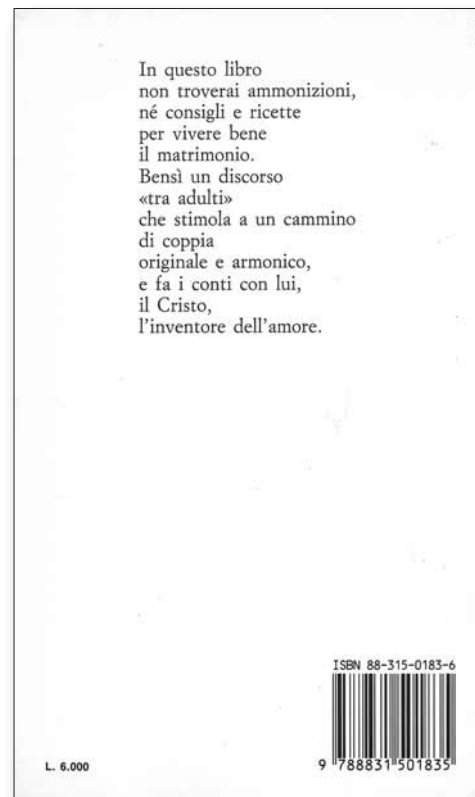 In questo libro
non troverai ammonizioni,
né consigli e ricette
per vivere bene
il matrimonio.
Bensì un discorso
«tra adulti»
che stimola a un cammino
di coppia
originale e armonico,
e fa i conti con lui,
il Cristo,
l'inventore dell'amore.
ISBN 88-315-0183-6
9 788831 501835
L. 6.000